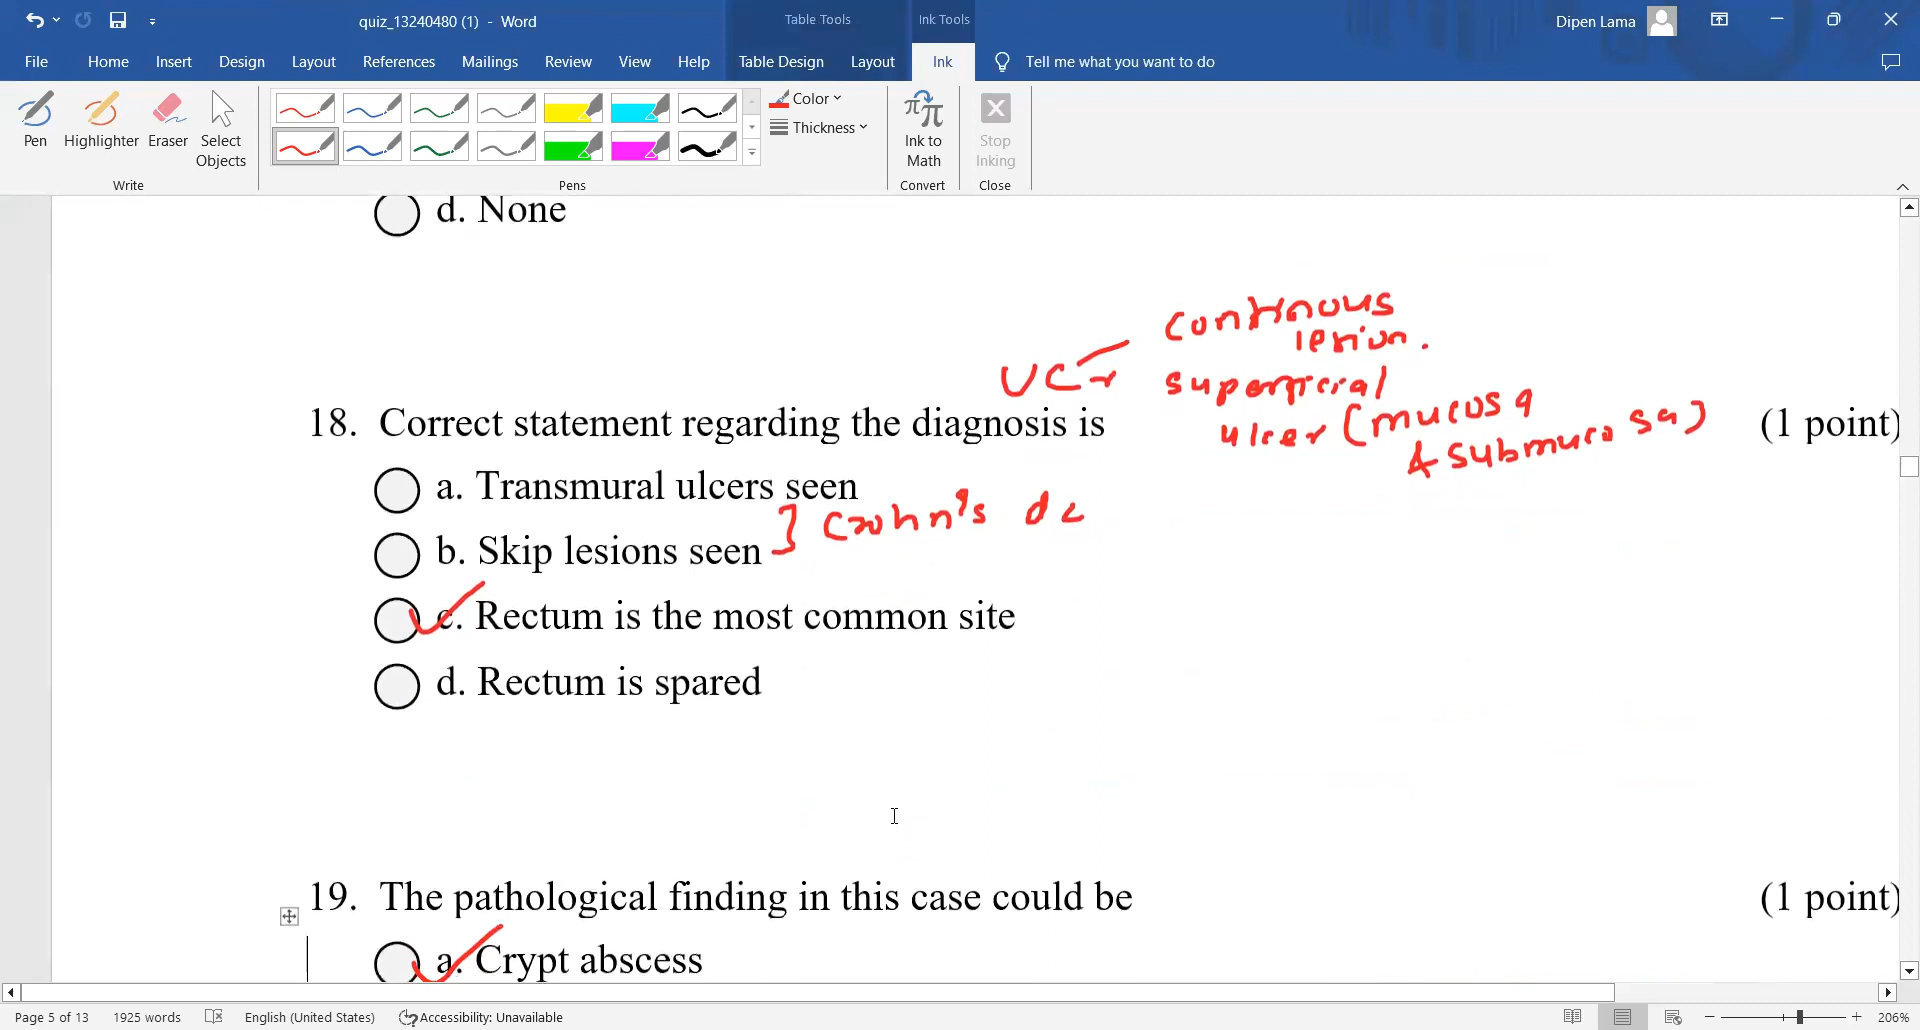 quiz_13240480 (1) - Word
Table Tools
Ink Tools
Dipen Lama
File Home Insert Design Layout References Mailings Review View Help Table Design Layout Ink Tell me what you want to do
Pen Highlighter Eraser Select Objects
Color
Thickness
Ink to Math
Stop Inking
Write
Pens
Convert
Close
d. None
continous
lesion.
UC
superficial
ulcer (mucosa
& submucosa)
18. Correct statement regarding the diagnosis is (1 point)
a. Transmural ulcers seen
} Crohn's
b. Skip lesions seen
c. Rectum is the most common site
d. Rectum is spared
19. The pathological finding in this case could be (1 point)
a. Crypt abscess
Page 5 of 13 1925 words English (United States) Accessibility: Unavailable 206%